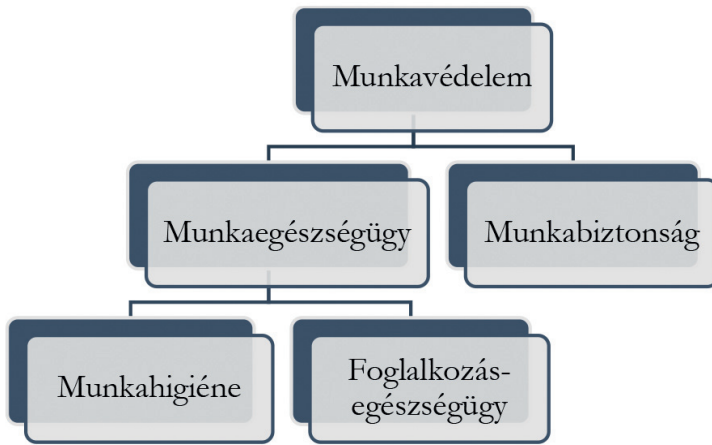 Munkavédelem
Munkaegészségügy
Munkabiztonság
Munkahigiéne
Foglalkozás-
egészségügy